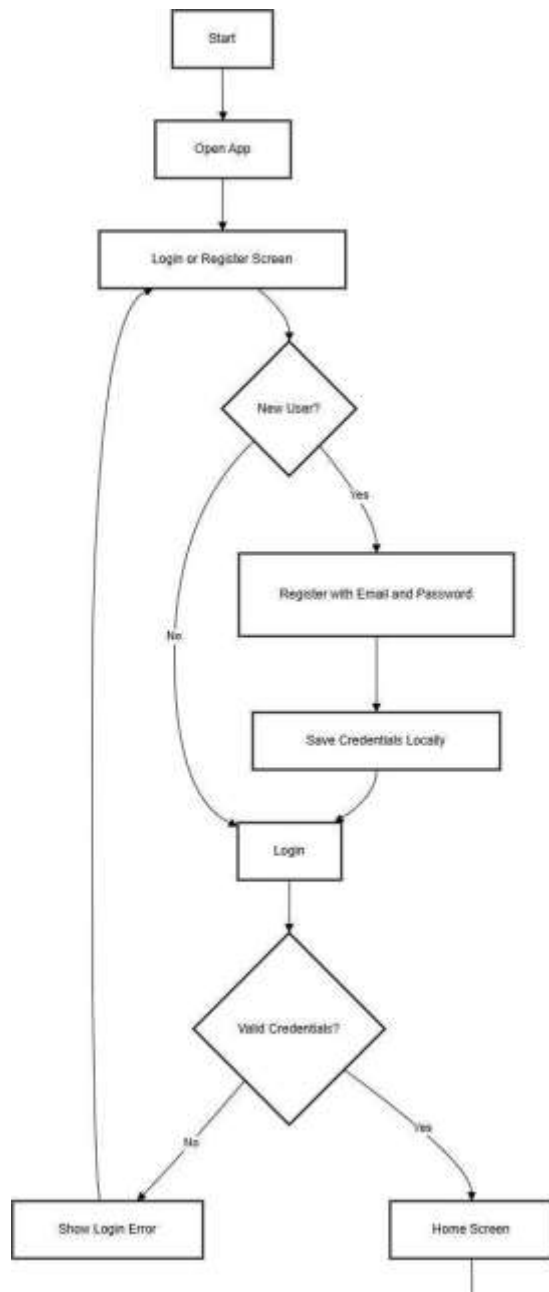 Start
Open App
Login or Register Screen
New User?
Yes
Register with Email and Password
No
Save Credentials Locally
Login
Valid Credentials?
No
Yes
Show Login Error
Home Screen